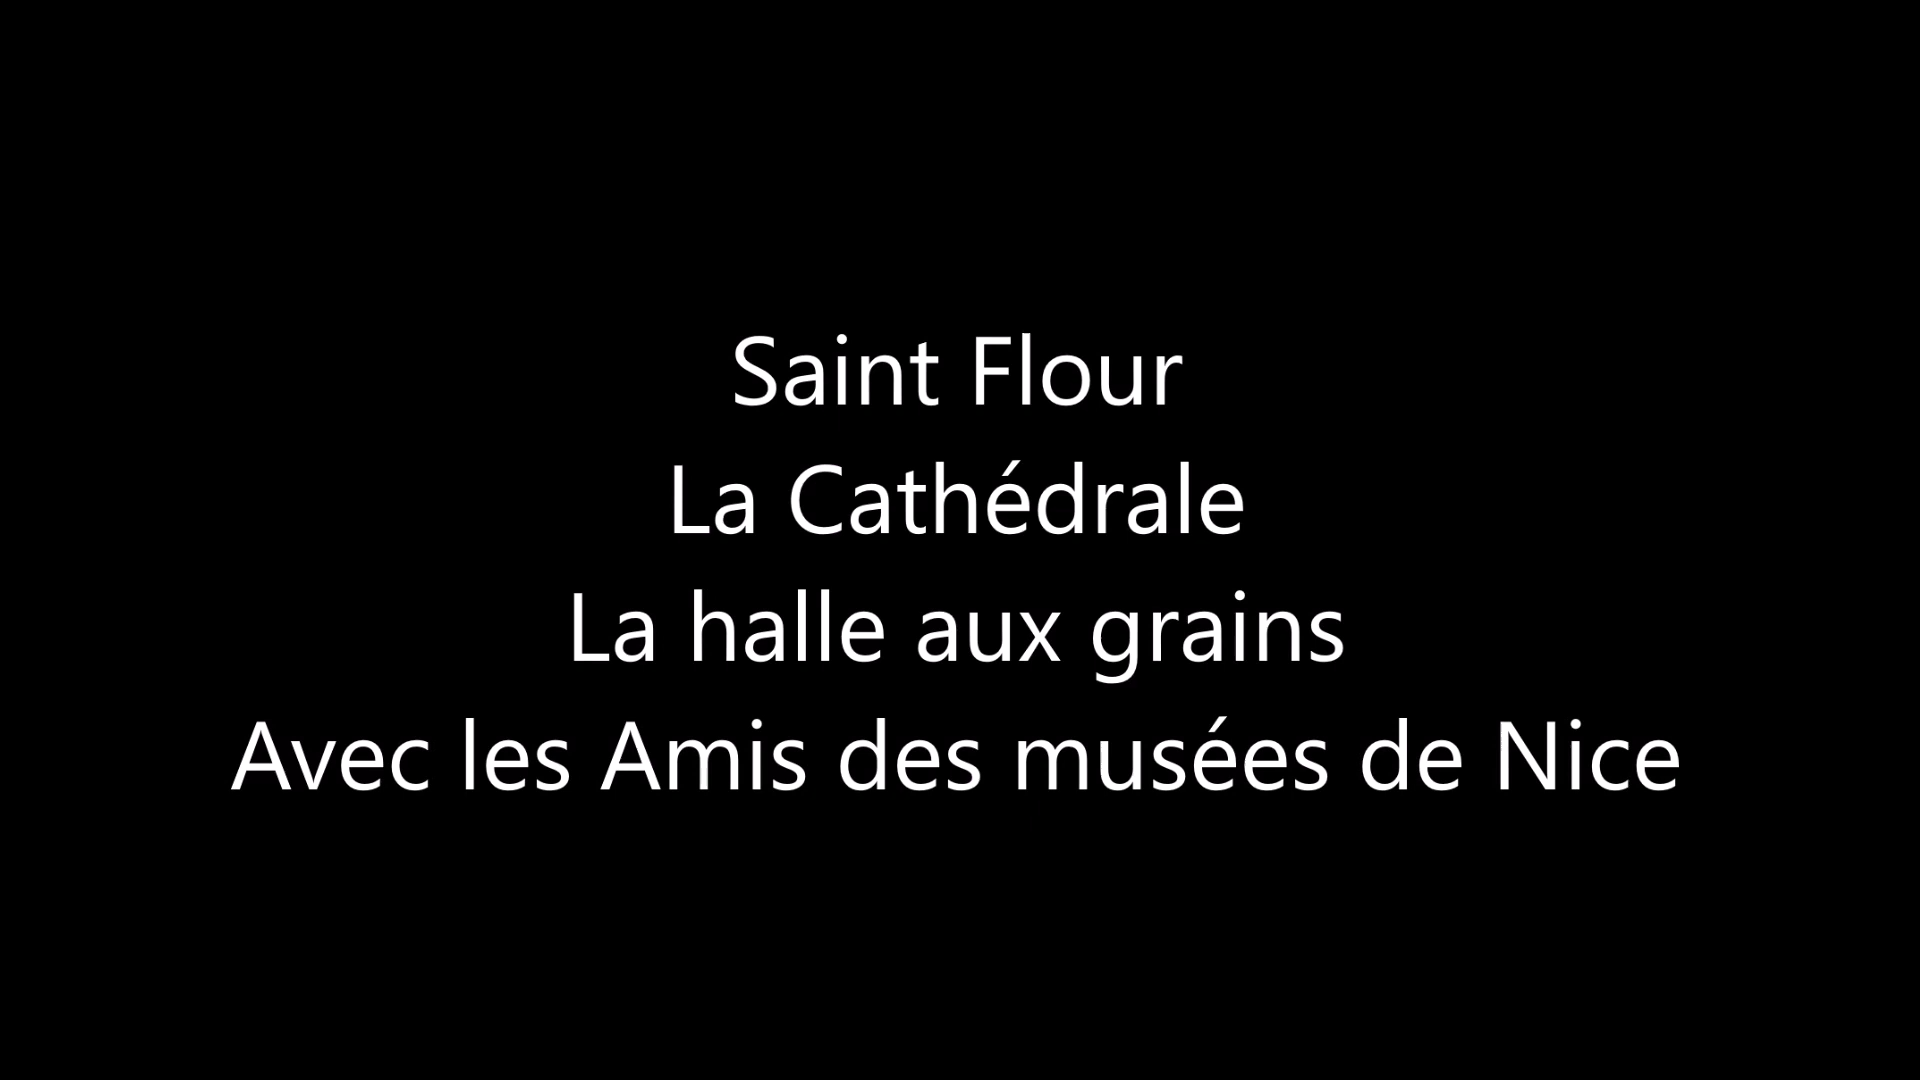 Saint Flour
La Cathédrale
La halle aux grains
Avec les Amis des musées de Nice